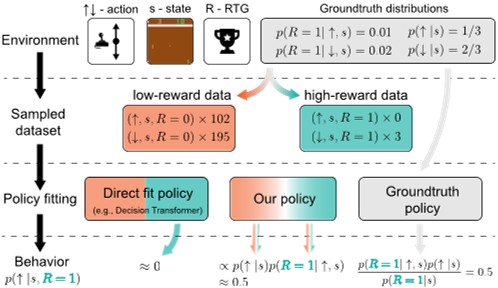 ↑↓ - action
s - state
R - RTG
Groundtruth distributions
Environment
p(R = 1| ↑, s) = 0.01 p(↑ |s) = 1/3
p(R = 1| ↓, s) = 0.02 p(↓ |s) = 2/3
low-reward data
high-reward data
Sampled
dataset
(↑, s, R = 0) × 102
(↓, s, R = 0) × 195
(↑, s, R = 1) × 0
(↓, s, R = 1) × 3
Policy fitting
Direct fit policy
(e.g., Decision Transformer)
Our policy
Groundtruth
policy
Behavior
p(↑ |s, R = 1)
≈ 0
∝ p(↑ |s)p(R = 1| ↑, s)
≈ 0.5
p(R = 1| ↑, s)p(↑ |s)
p(R = 1|s)
= 0.5